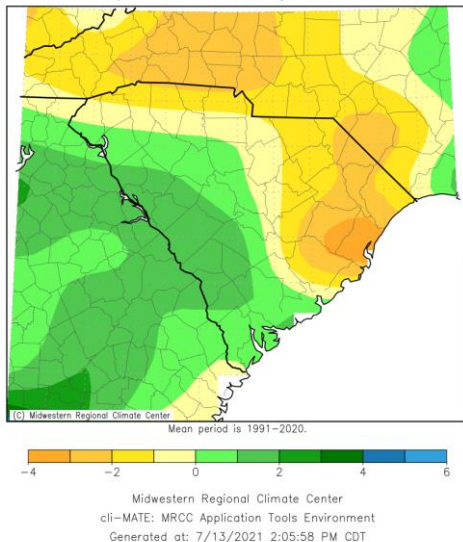 (C) Midwestern Regional Climate Center
Mean period is 1991-2020.
-4 -2 0 2 4 6
Midwestern Regional Climate Center
cli-MATE: MRCC Application Tools Environment
Generated at: 7/13/2021 2:05:58 PM CDT